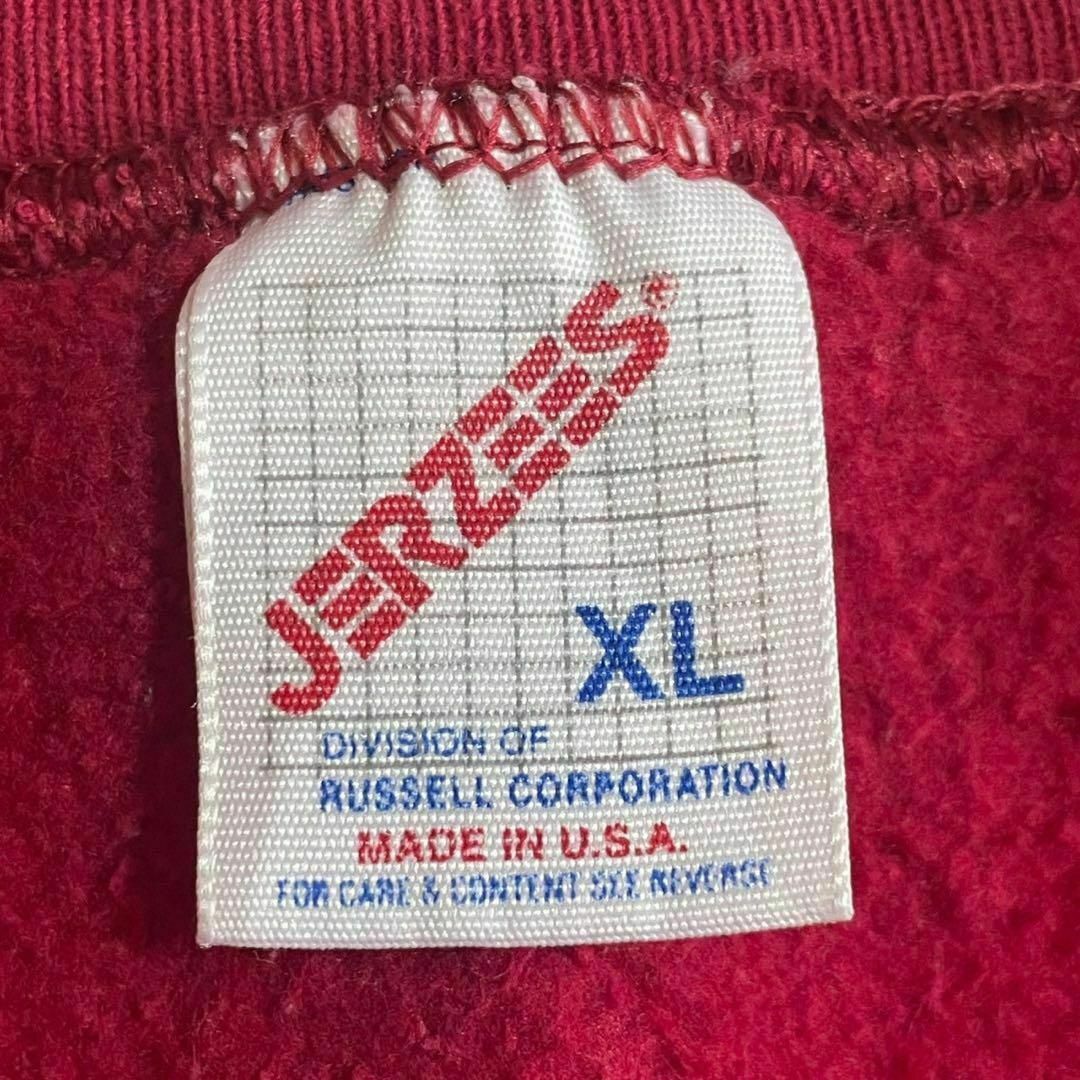 JERZEES®
XL
DIVISION OF
RUSSELL CORPORATION
MADE IN U.S.A.
FOR CARE & CONTENT SEE REVERSE